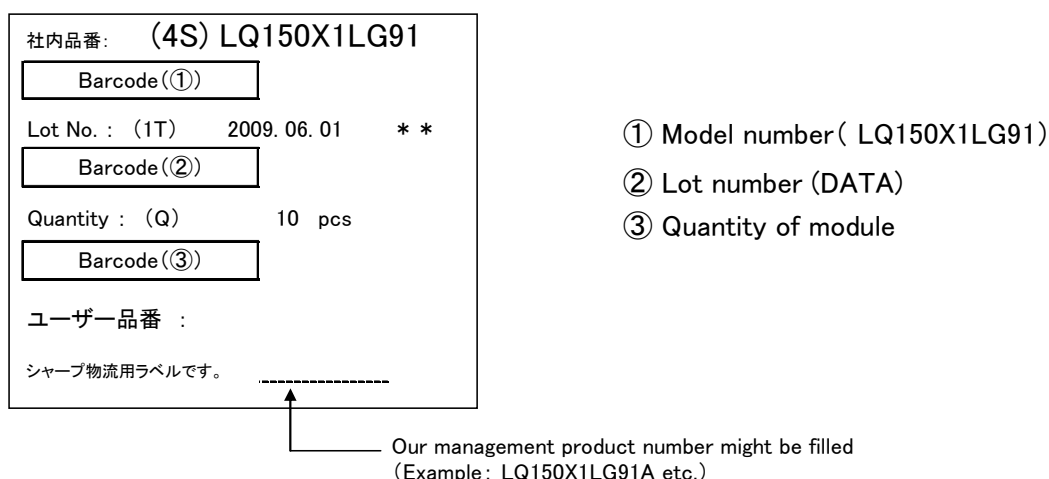 社内品番: (4S) LQ150X1LG91
Barcode(①)
Lot No. : (1T) 2009. 06. 01 * *
Barcode(②)
Quantity : (Q) 10 pcs
Barcode(③)
ユーザー品番 :
シャープ物流用ラベルです。
① Model number( LQ150X1LG91)
② Lot number (DATA)
③ Quantity of module
Our management product number might be filled
(Example: LQ150X1LG91A etc.)